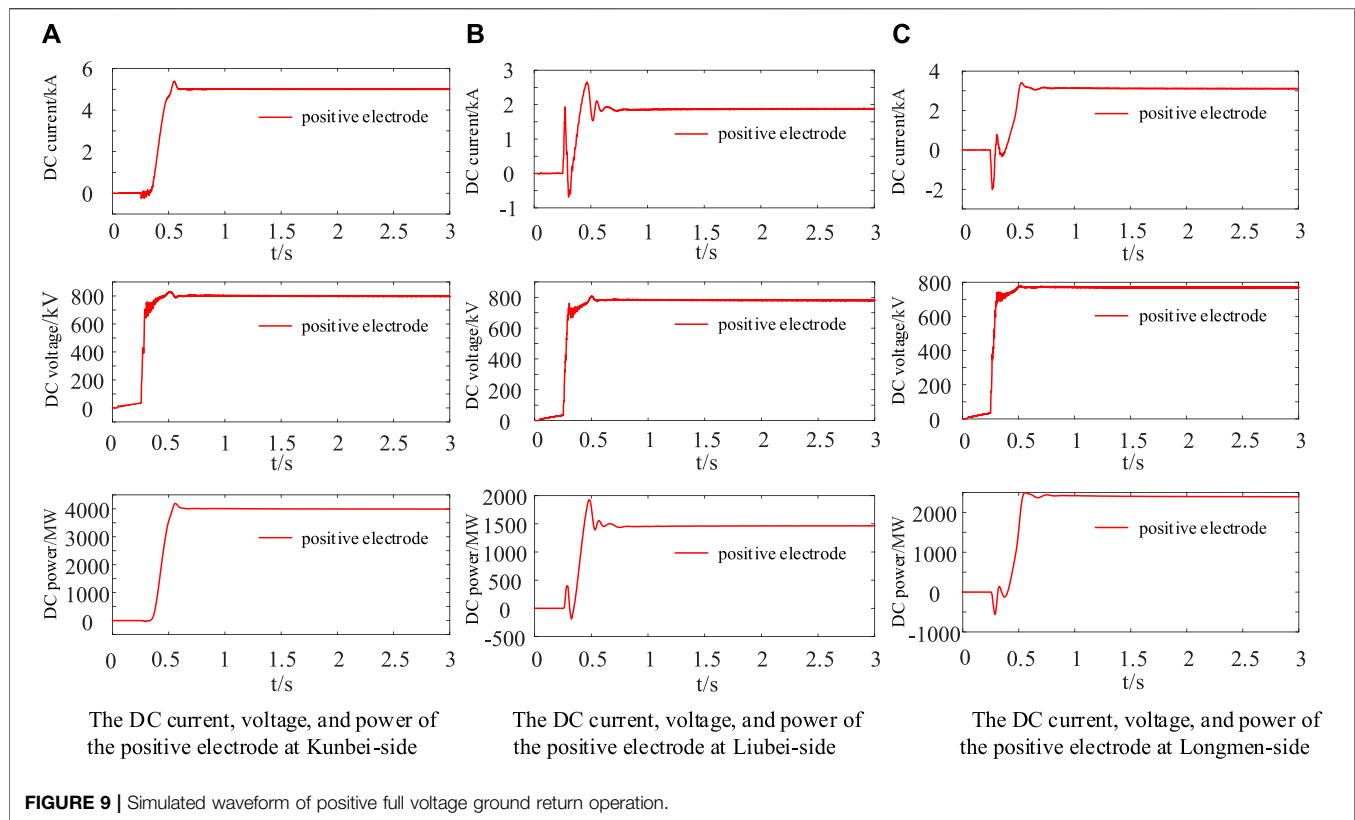 A
DC current/kA
6
4
2
0
positive electrode
0 0.5 1 1.5 2 2.5 3
t/s
DC voltage/kV
800
600
400
200
0
positive electrode
0 0.5 1 1.5 2 2.5 3
t/s
DC power/MW
4000
3000
2000
1000
0
positive electrode
0 0.5 1 1.5 2 2.5 3
t/s
The DC current, voltage, and power of
the positive electrode at Kunbei-side
B
DC current/kA
3
2
1
0
-1
positive electrode
0 0.5 1 1.5 2 2.5 3
t/s
DC voltage/kV
800
600
400
200
0
positive electrode
0 0.5 1 1.5 2 2.5 3
t/s
DC power/MW
2000
1500
1000
500
0
-500
positive electrode
0 0.5 1 1.5 2 2.5 3
t/s
The DC current, voltage, and power of
the positive electrode at Liubei-side
C
DC current/kA
4
2
0
-2
positive electrode
0 0.5 1 1.5 2 2.5 3
t/s
DC voltage/kV
800
600
400
200
0
positive electrode
0 0.5 1 1.5 2 2.5 3
t/s
DC power/MW
2000
1000
0
-1000
positive electrode
0 0.5 1 1.5 2 2.5 3
t/s
The DC current, voltage, and power of
the positive electrode at Longmen-side
FIGURE 9 | Simulated waveform of positive full voltage ground return operation.